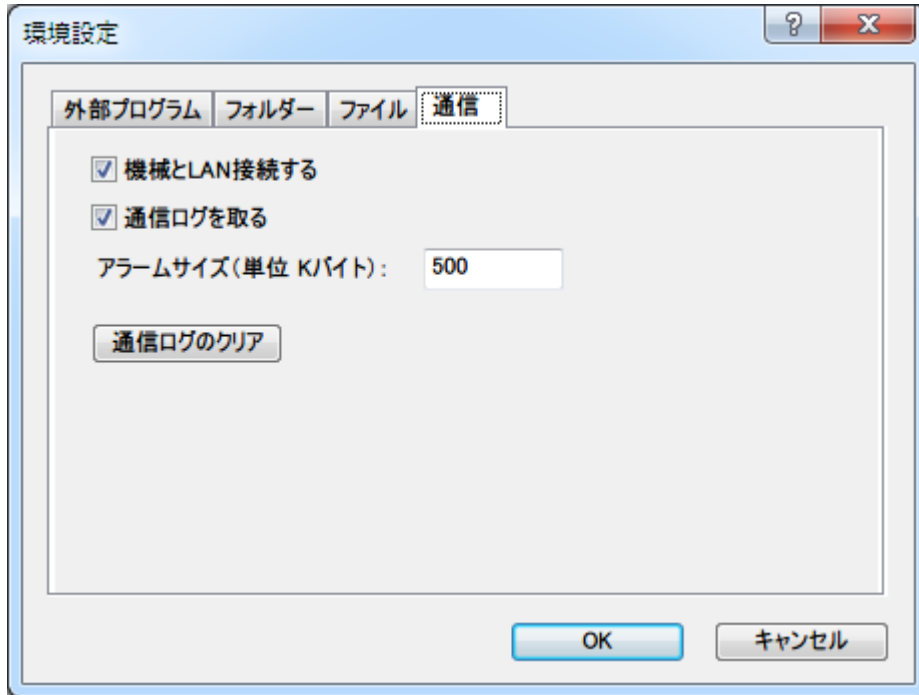 環境設定
外部プログラム フォルダー ファイル 通信
機械とLAN接続する
通信ログを取る
アラームサイズ(単位 Kバイト): 500
通信ログのクリア
OK キャンセル